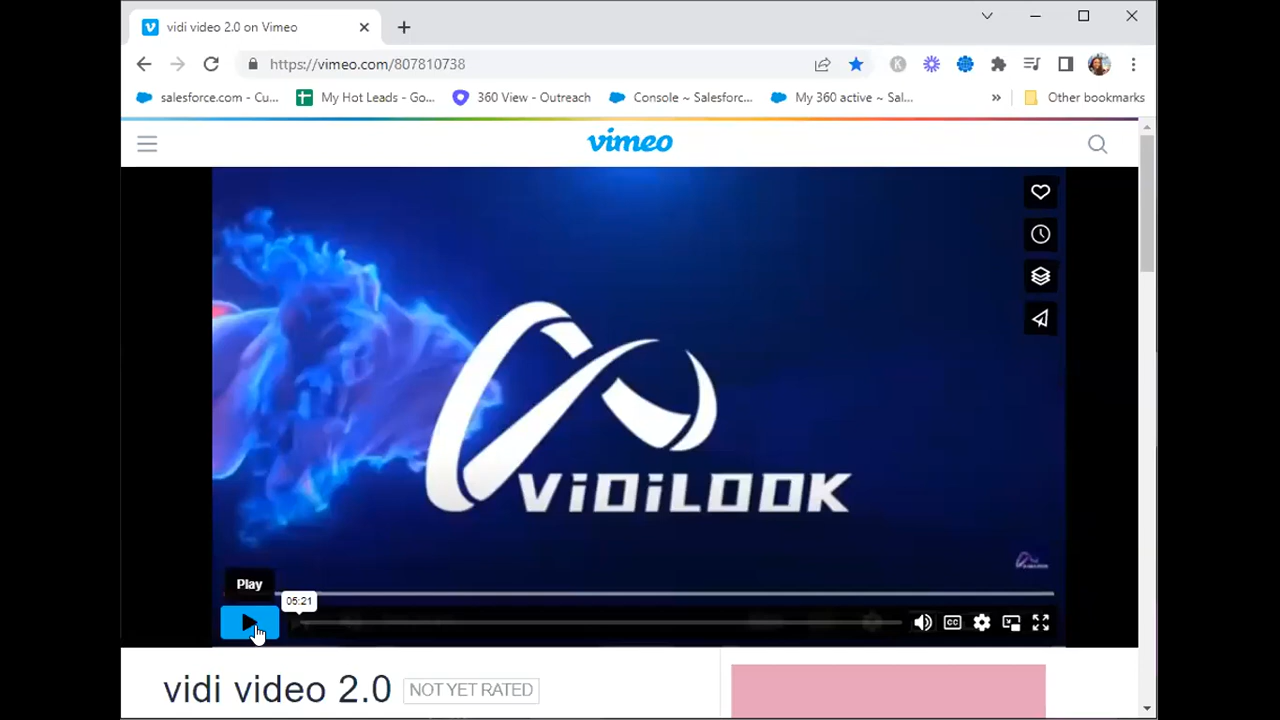 vidi video 2.0 on Vimeo
https://vimeo.com/807810738
K
salesforce.com - Cu...
My Hot Leads - Go...
360 View - Outreach
Console ~ Salesforc...
My 360 active ~ Sal...
»
Other bookmarks
vimeo
ViDiLOOK
Play
05:21
CC
vidi video 2.0
NOT YET RATED